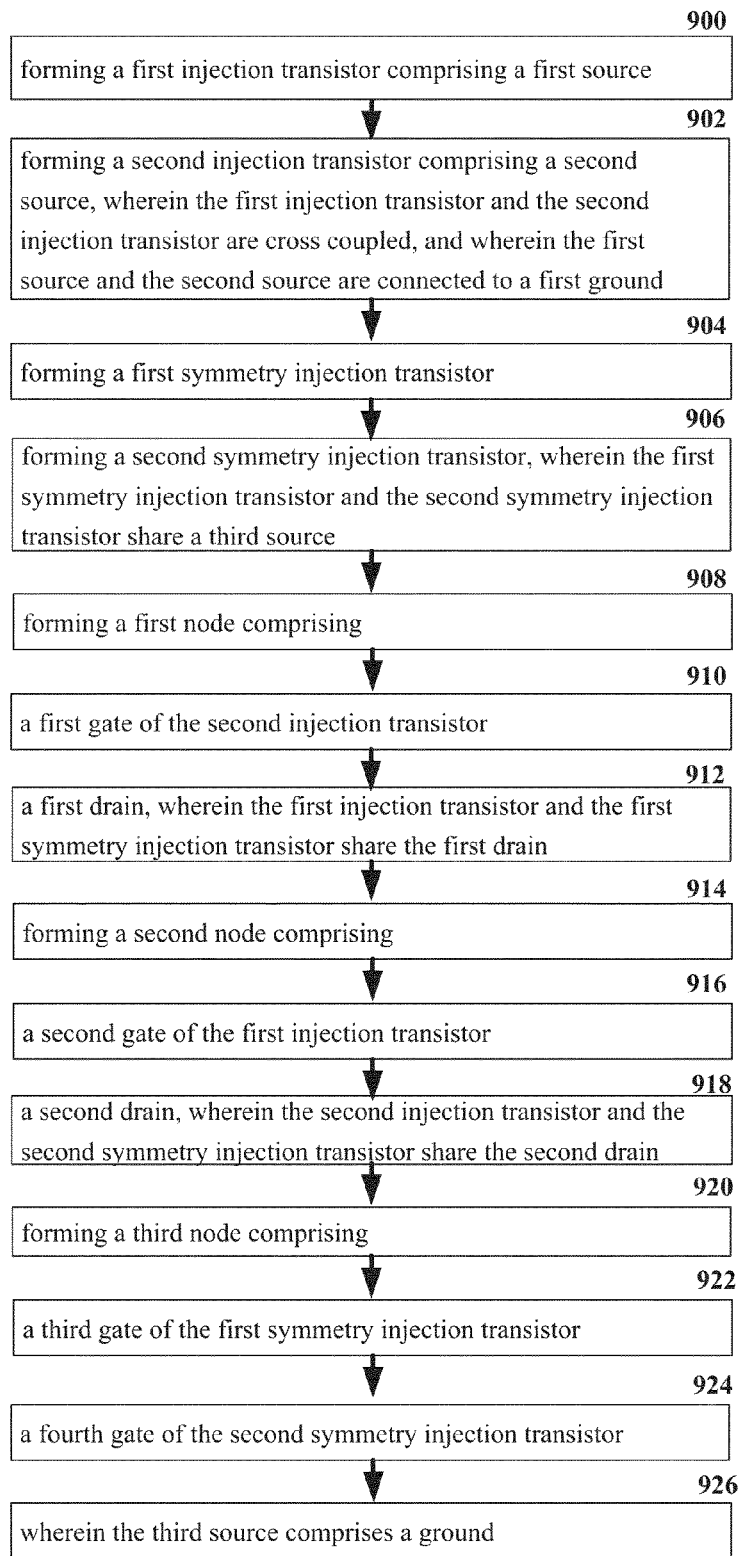 900
forming a first injection transistor comprising a first source
902
forming a second injection transistor comprising a second
source, wherein the first injection transistor and the second
injection transistor are cross coupled, and wherein the first
source and the second source are connected to a first ground
904
forming a first symmetry injection transistor
906
forming a second symmetry injection transistor, wherein the first
symmetry injection transistor and the second symmetry injection
transistor share a third source
908
forming a first node comprising
910
a first gate of the second injection transistor
912
a first drain, wherein the first injection transistor and the first
symmetry injection transistor share the first drain
914
forming a second node comprising
916
a second gate of the first injection transistor
918
a second drain, wherein the second injection transistor and the
second symmetry injection transistor share the second drain
920
forming a third node comprising
922
a third gate of the first symmetry injection transistor
924
a fourth gate of the second symmetry injection transistor
926
wherein the third source comprises a ground